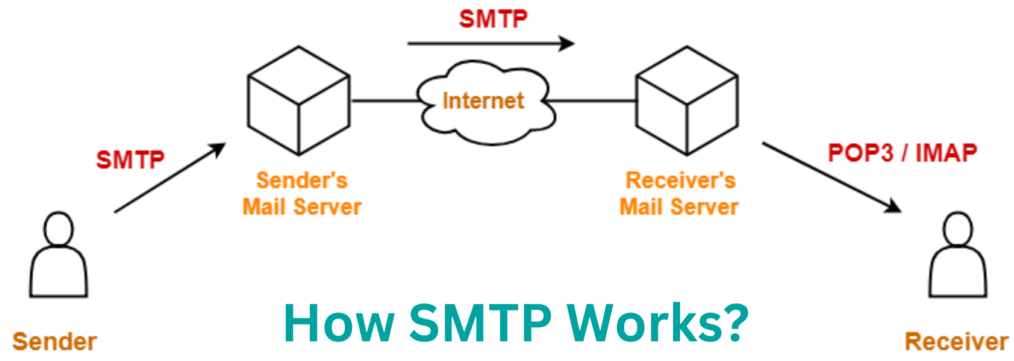 SMTP
Internet
SMTP
POP3 / IMAP
Sender's
Mail Server
Receiver's
Mail Server
How SMTP Works?
Sender
Receiver